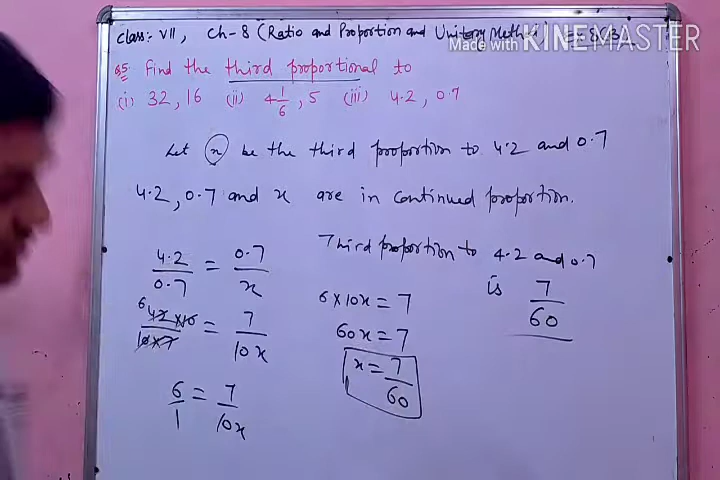 Class:- VII, Ch-8 (Ratio and Proportion and Unitary Method)
Made with KINEMASTER
Q5 Find the third proportional to
(i) 32, 16 (ii) 4 1/6, 5 (iii) 4.2, 0.7
Let x be the third proportion to 4.2 and 0.7
4.2, 0.7 and x are in continued proportion.
4.2/0.7 = 0.7/x
6 42×10/10×7 = 7/10x
6/1 = 7/10x
6×10x = 7
60x = 7
x = 7/60
Third proportion to 4.2 and 0.7
is 7/60